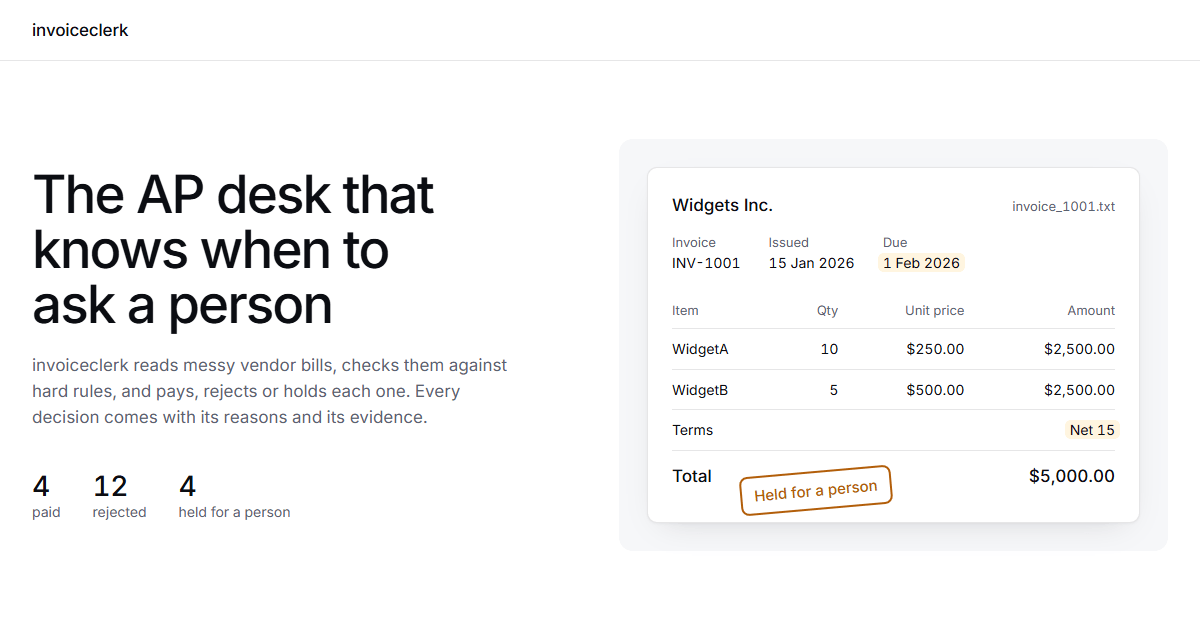 invoiceclerk
The AP desk that
knows when to
ask a person
invoiceclerk reads messy vendor bills, checks them against
hard rules, and pays, rejects or holds each one. Every
decision comes with its reasons and its evidence.
4 12 4
paid rejected held for a person
Widgets Inc. invoice_1001.txt
Invoice Issued Due
INV-1001 15 Jan 2026 1 Feb 2026
Item Qty Unit price Amount
WidgetA 10 $250.00 $2,500.00
WidgetB 5 $500.00 $2,500.00
Terms Net 15
Total $5,000.00
Held for a person